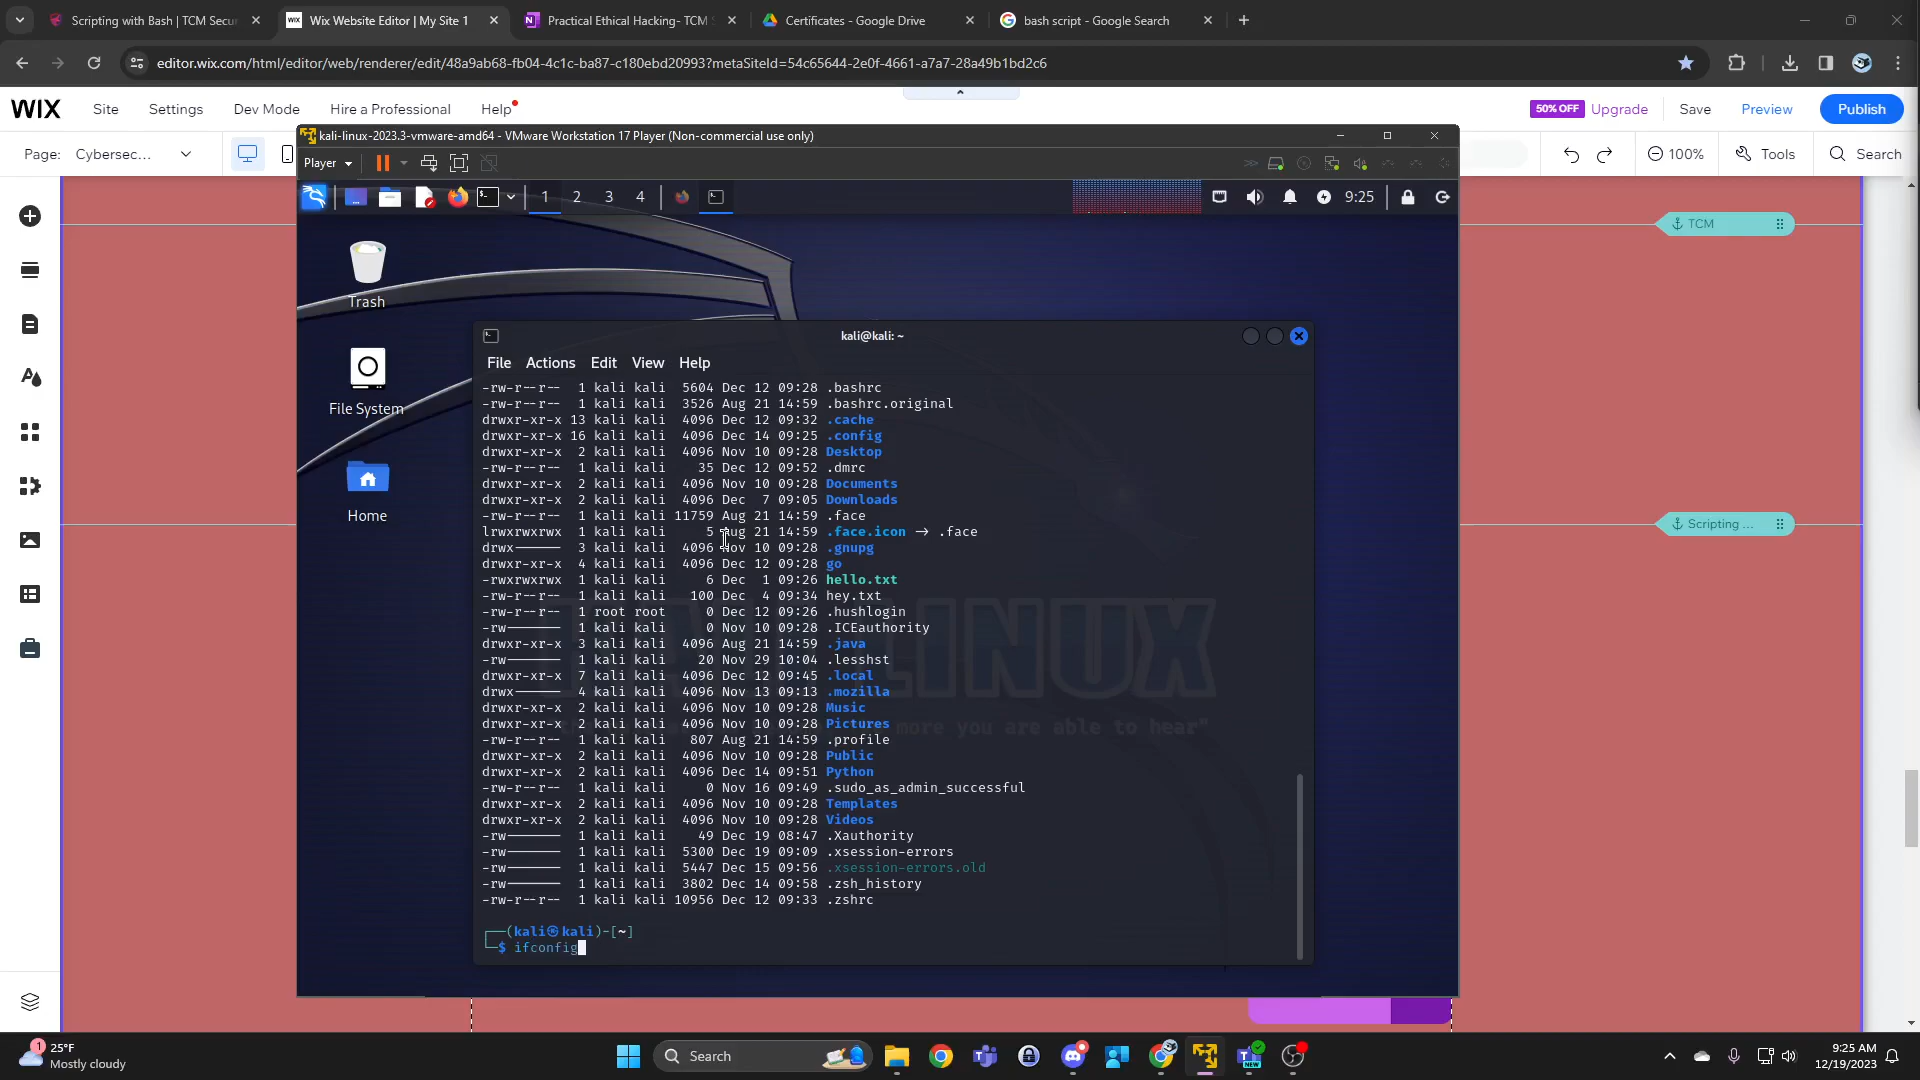 Scripting with Bash | TCM Secur
Wix Website Editor | My Site 1
Practical Ethical Hacking- TCM S
Certificates - Google Drive
bash script - Google Search
editor.wix.com/html/editor/web/renderer/edit/48a9ab68-fb04-4c1c-ba87-c180ebd20993?metaSiteId=54c65644-2e0f-4661-a7a7-28a49b1bd2c6
WIX Site Settings Dev Mode Hire a Professional Help 50% OFF Upgrade Save Preview Publish
Page: Cybersec... 100% Tools Search
kali-linux-2023.3-vmware-amd64 - VMware Workstation 17 Player (Non-commercial use only)
Player
1 2 3 4 9:25
TCM
Trash
File System
Home
Scripting ...
kali@kali: ~
File Actions Edit View Help
-rw-r--r-- 1 kali kali 5604 Dec 12 09:28 .bashrc
-rw-r--r-- 1 kali kali 3526 Aug 21 14:59 .bashrc.original
drwxr-xr-x 13 kali kali 4096 Dec 12 09:32 .cache
drwxr-xr-x 16 kali kali 4096 Dec 14 09:25 .config
drwxr-xr-x 2 kali kali 4096 Nov 10 09:28 Desktop
-rw-r--r-- 1 kali kali 35 Dec 12 09:52 .dmrc
drwxr-xr-x 2 kali kali 4096 Nov 10 09:28 Documents
drwxr-xr-x 2 kali kali 4096 Dec 7 09:05 Downloads
-rw-r--r-- 1 kali kali 11759 Aug 21 14:59 .face
lrwxrwxrwx 1 kali kali 5 Aug 21 14:59 .face.icon → .face
drwx------ 3 kali kali 4096 Nov 10 09:28 .gnupg
drwxr-xr-x 4 kali kali 4096 Dec 12 09:28 go
-rwxrwxrwx 1 kali kali 6 Dec 1 09:26 hello.txt
-rw-r--r-- 1 kali kali 100 Dec 4 09:34 hey.txt
-rw-r--r-- 1 root root 0 Dec 12 09:26 .hushlogin
-rw------- 1 kali kali 0 Nov 10 09:28 .ICEauthority
drwxr-xr-x 3 kali kali 4096 Aug 21 14:59 .java
-rw------- 1 kali kali 20 Nov 29 10:04 .lesshst
drwxr-xr-x 7 kali kali 4096 Dec 12 09:45 .local
drwx------ 4 kali kali 4096 Nov 13 09:13 .mozilla
drwxr-xr-x 2 kali kali 4096 Nov 10 09:28 Music
drwxr-xr-x 2 kali kali 4096 Nov 10 09:28 Pictures
-rw-r--r-- 1 kali kali 807 Aug 21 14:59 .profile
drwxr-xr-x 2 kali kali 4096 Nov 10 09:28 Public
drwxr-xr-x 2 kali kali 4096 Dec 14 09:51 Python
-rw-r--r-- 1 kali kali 0 Nov 16 09:49 .sudo_as_admin_successful
drwxr-xr-x 2 kali kali 4096 Nov 10 09:28 Templates
drwxr-xr-x 2 kali kali 4096 Nov 10 09:28 Videos
-rw------- 1 kali kali 49 Dec 19 08:47 .Xauthority
-rw------- 1 kali kali 5300 Dec 19 09:09 .xsession-errors
-rw------- 1 kali kali 5447 Dec 15 09:56 .xsession-errors.old
-rw------- 1 kali kali 3802 Dec 14 09:58 .zsh_history
-rw-r--r-- 1 kali kali 10956 Dec 12 09:33 .zshrc
LINUX
more you are able to hear"
┌──(kali㉿kali)-[~]
└─$ ifconfig
1
25°F
Mostly cloudy
Search
NEW
9:25 AM
12/19/2023